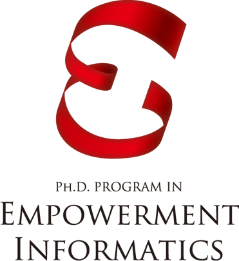 Ph.D. Program in
Empowerment
Informatics